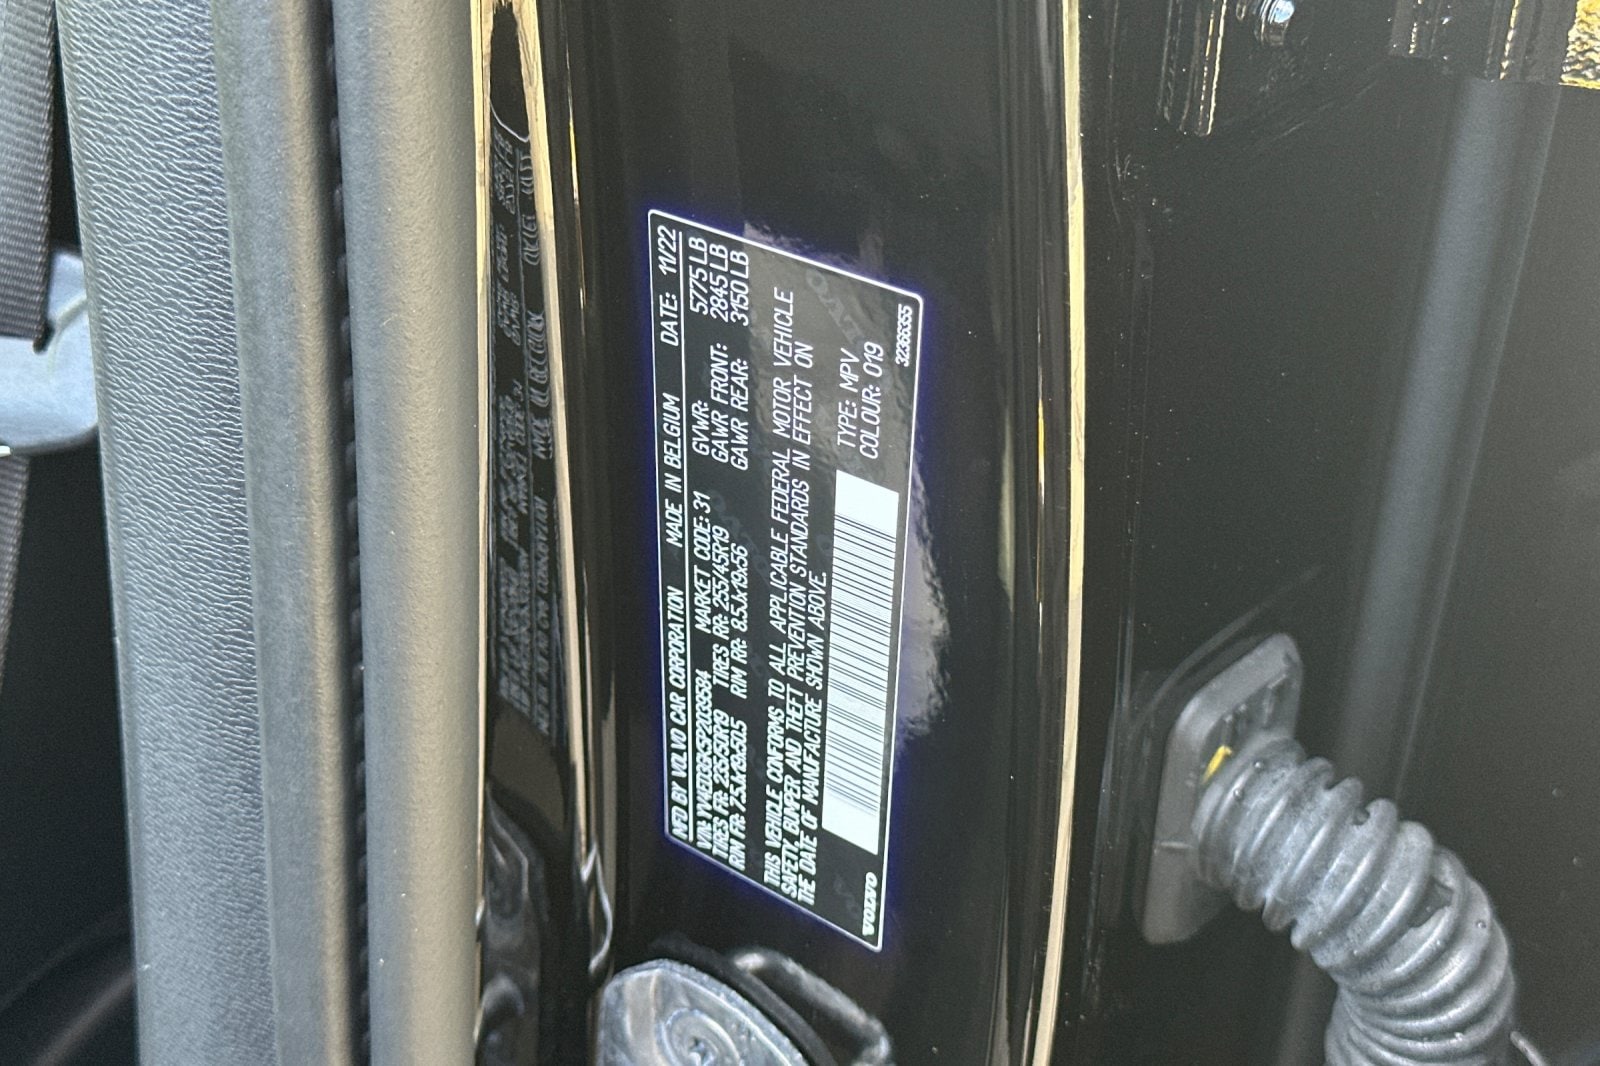 MFD BY VOLVO CAR CORPORATION MADE IN BELGIUM DATE: 11/22
VIN: YV4ED3GK5P2039584 MARKET CODE: 31 GVWR: 5775 LB
TIRES FR: 235/50R19 TIRES RR: 255/45R19 GAWR FRONT: 2845 LB
RIM FR: 7.5Jx19x50.5 RIM RR: 8.5Jx19x56 GAWR REAR: 3150 LB
THIS VEHICLE CONFORMS TO ALL APPLICABLE FEDERAL MOTOR VEHICLE
SAFETY, BUMPER AND THEFT PREVENTION STANDARDS IN EFFECT ON
THE DATE OF MANUFACTURE SHOWN ABOVE.
TYPE: MPV
COLOUR: 019
VOLVO 32366355